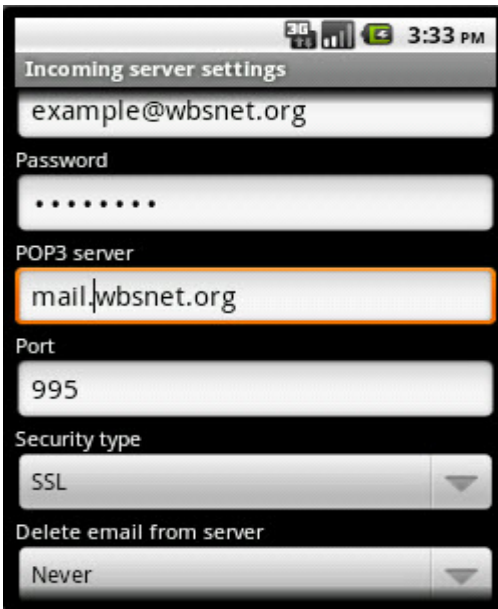 3G 3:33 PM
Incoming server settings
example@wbsnet.org
Password
••••••••
POP3 server
mail.wbsnet.org
Port
995
Security type
SSL
Delete email from server
Never